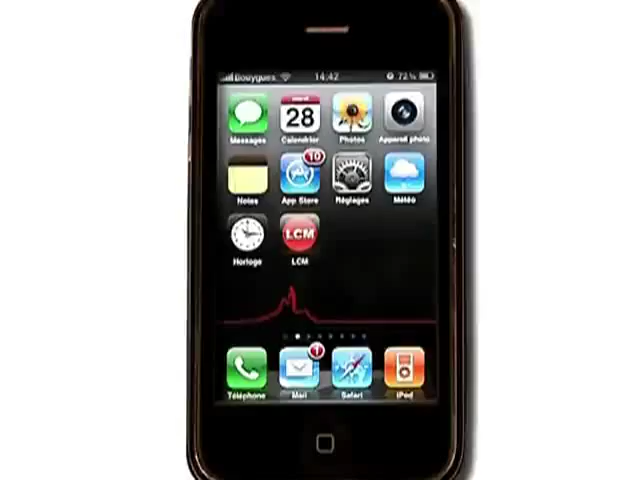 Bouygues 14:42 72%
28
Messages Calendrier Photos Appareil photo
10
Notes App Store Réglages Météo
LCM
Horloge LCM
1
Téléphone Mail Safari iPod